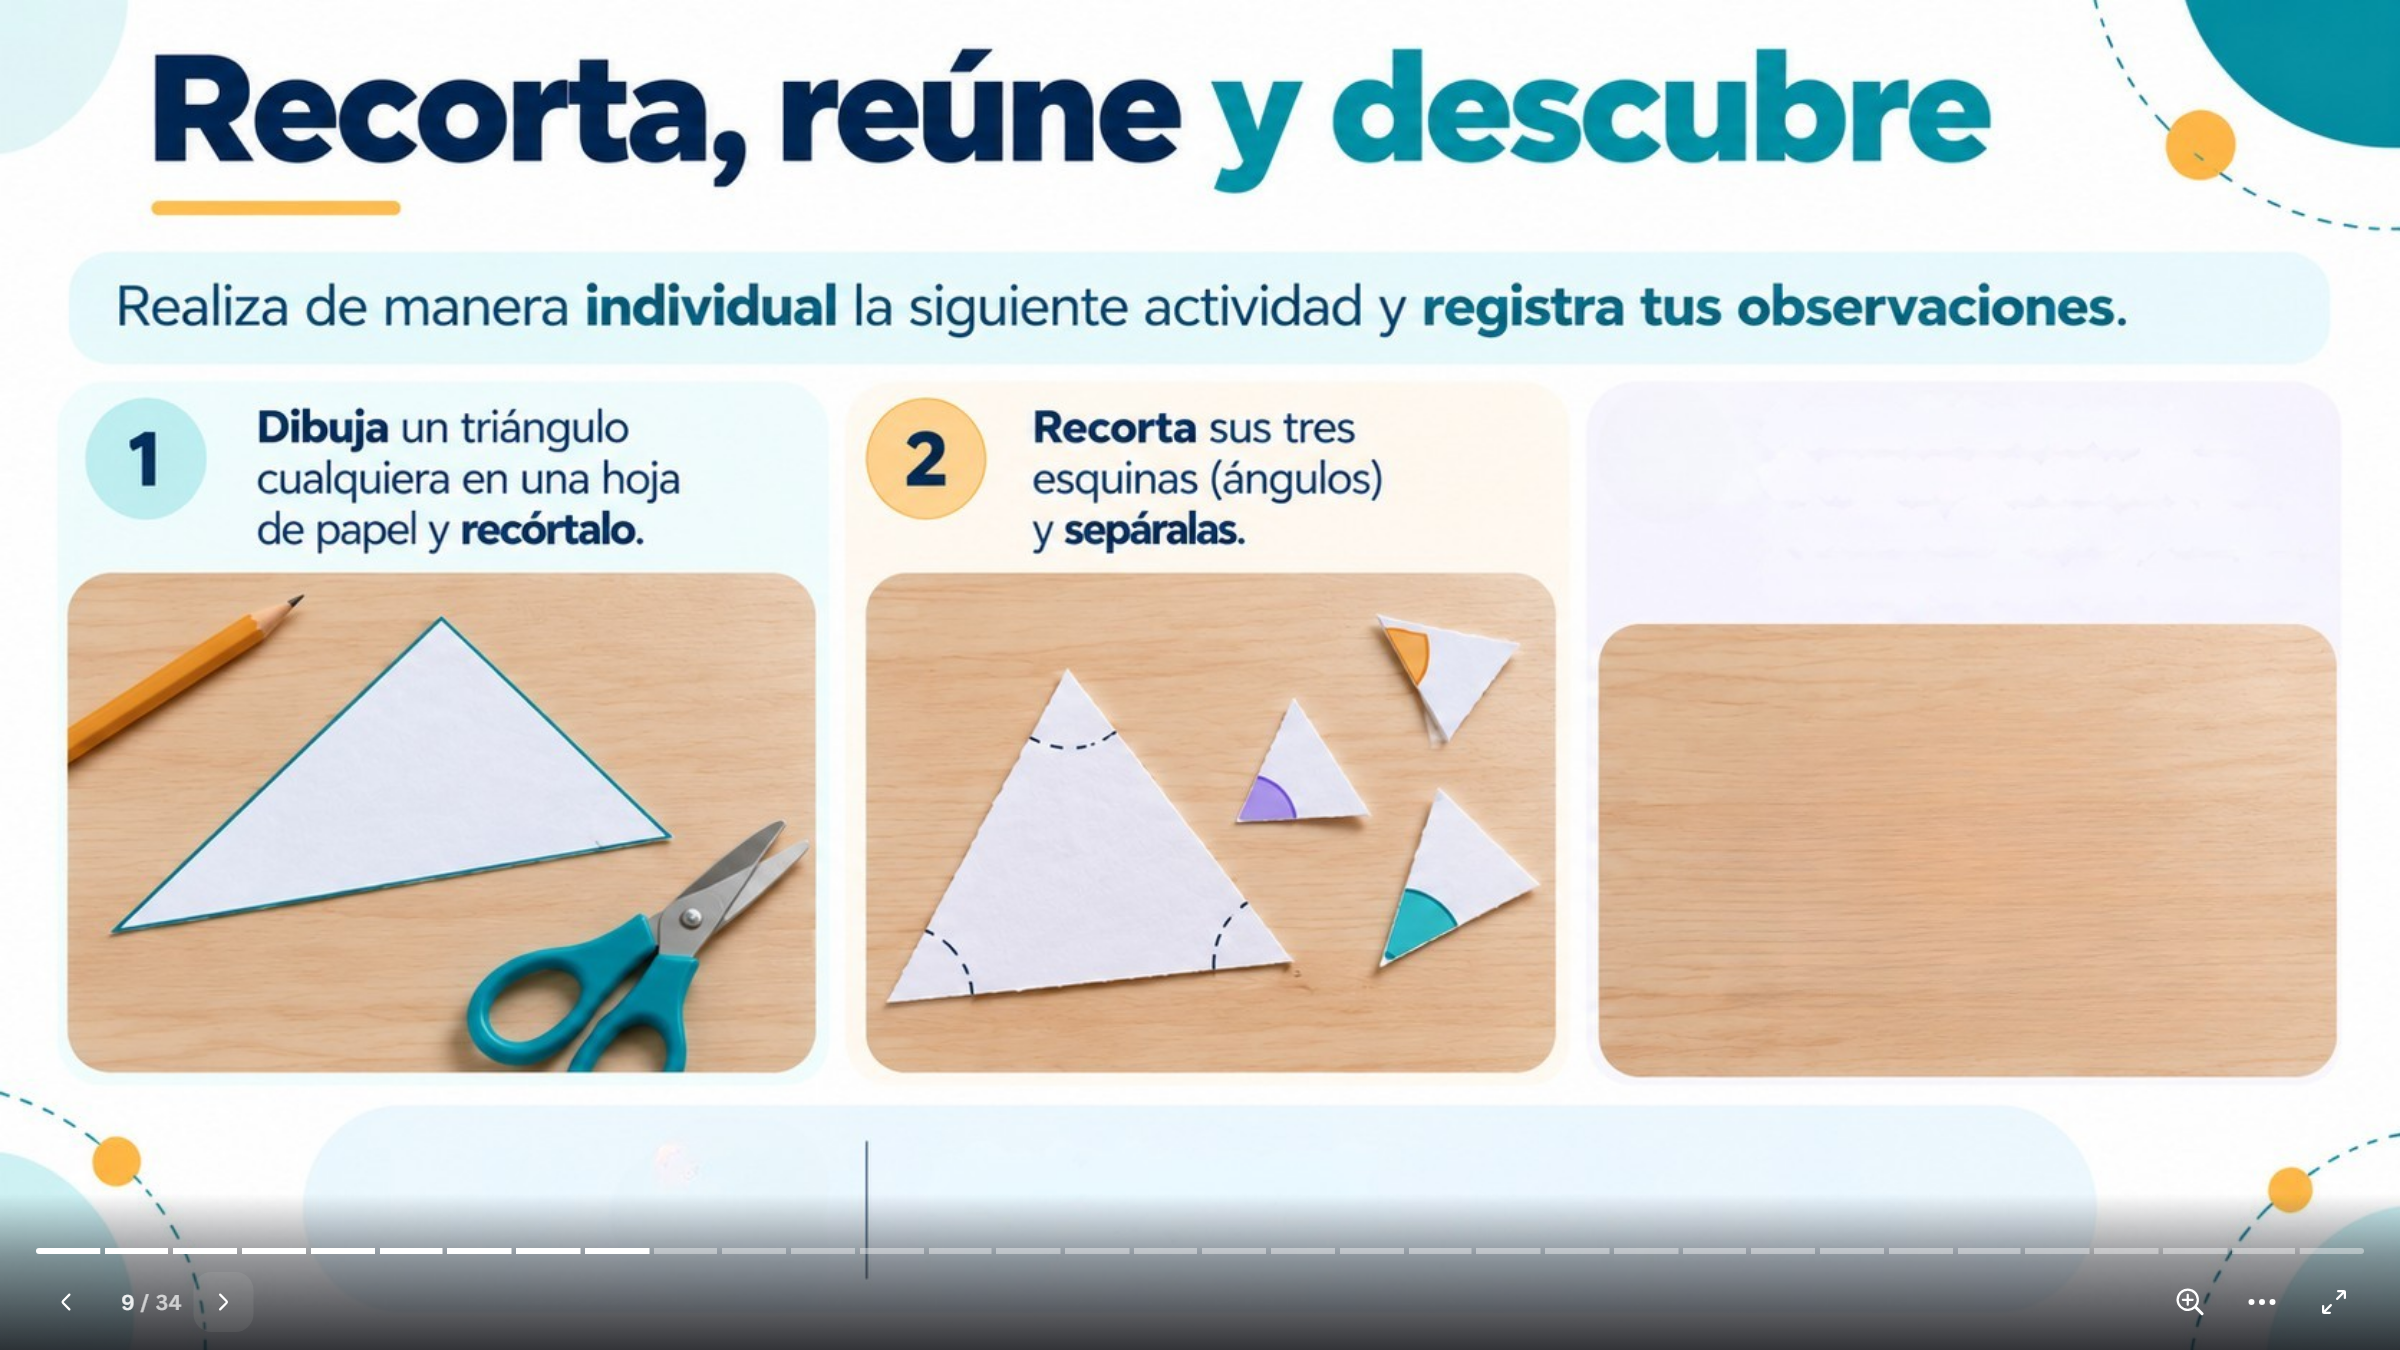 Recorta, reúne y descubre
Realiza de manera individual la siguiente actividad y registra tus observaciones.
1
Dibuja un triángulo
cualquiera en una hoja
de papel y recórtalo.
2
Recorta sus tres
esquinas (ángulos)
y sepáralas.
9 / 34